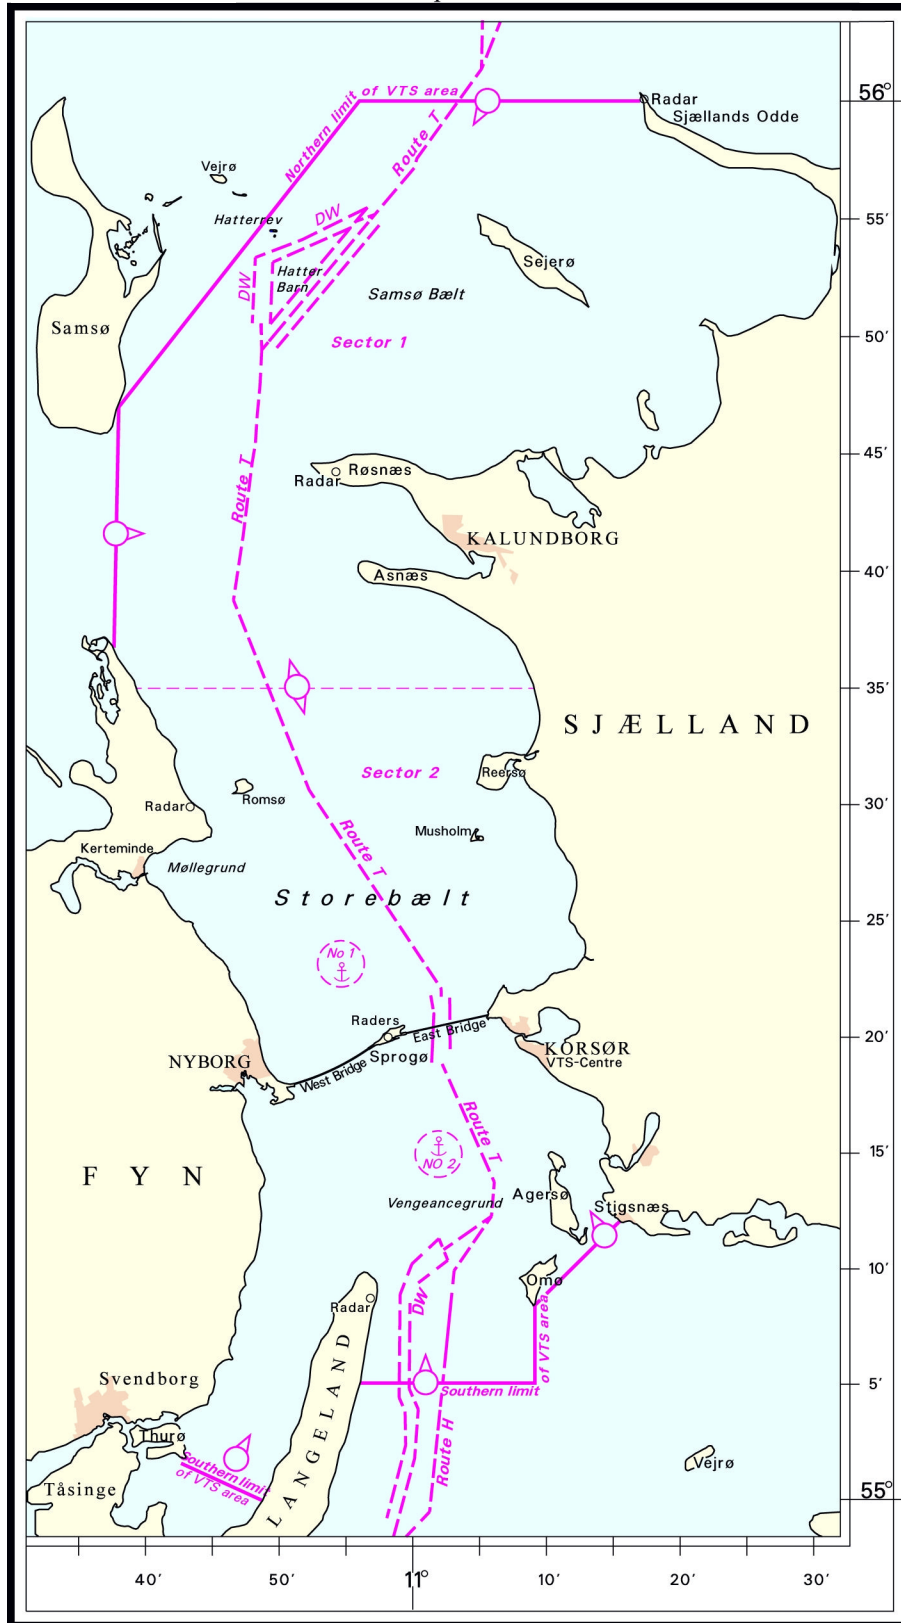 of VTS area
Northern limit
56°
Radar
Sjællands Odde
Route T
Vejrø
Hatterrev
DW
55′
Sejerø
DW
Hatter
Barn
Samsø Bælt
Samsø
Sector 1
50′
45′
Route T
Radar
Røsnæs
KALUNDBORG
Asnæs
40′
35′
SJÆLLAND
Sector 2
Reersø
Romsø
Radar
30′
Musholm
Route T
Kerteminde
Møllegrund
Storebælt
25′
No 1
Raders
East Bridge
20′
KORSØR
VTS-Centre
NYBORG
West Bridge
Sprogø
Route T
15′
NO 2
FYN
Agersø
Vengeancegrund
Stigsnæs
10′
Omø
DW
Radar
of VTS area
LANGELAND
Svendborg
Southern limit
5′
Thurø
Route H
Southern limit
of VTS area
Vejrø
Tåsinge
55°
40′
50′
11°
10′
20′
30′